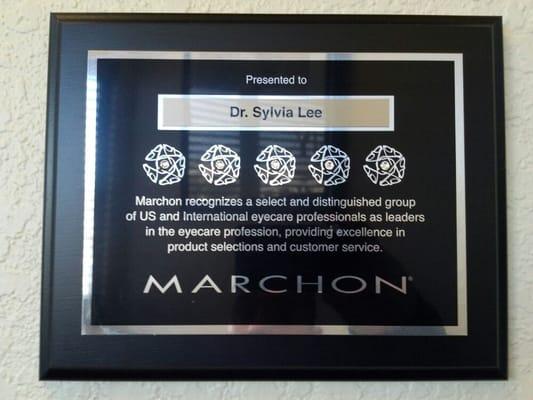 Presented to
Dr. Sylvia Lee
Marchon recognizes a select and distinguished group
of US and International eyecare professionals as leaders
in the eyecare profession, providing excellence in
product selections and customer service.
MARCHON®